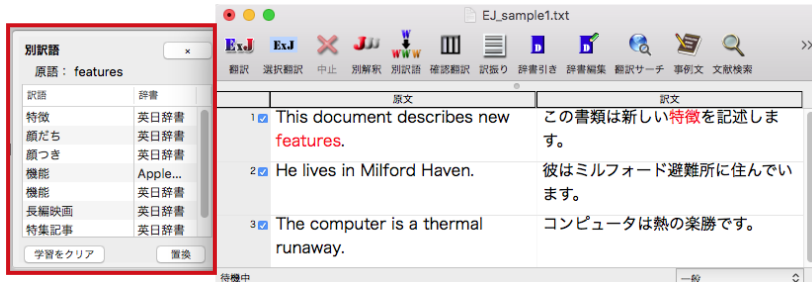 別訳語
×
原語： features
訳語 辞書
特徴 英日辞書
顔だち 英日辞書
顔つき 英日辞書
機能 Apple...
機能 英日辞書
長編映画 英日辞書
特集記事 英日辞書
学習をクリア 置換
EJ_sample1.txt
翻訳 選択翻訳 中止 別解釈 別訳語 確認翻訳 訳振り 辞書引き 辞書編集 翻訳サーチ 事例文 文献検索
原文 訳文
1 This document describes new
features.
この書類は新しい特徴を記述しま
す。
2 He lives in Milford Haven.
彼はミルフォード避難所に住んでい
ます。
3 The computer is a thermal
runaway.
コンピュータは熱の楽勝です。
待機中 一般